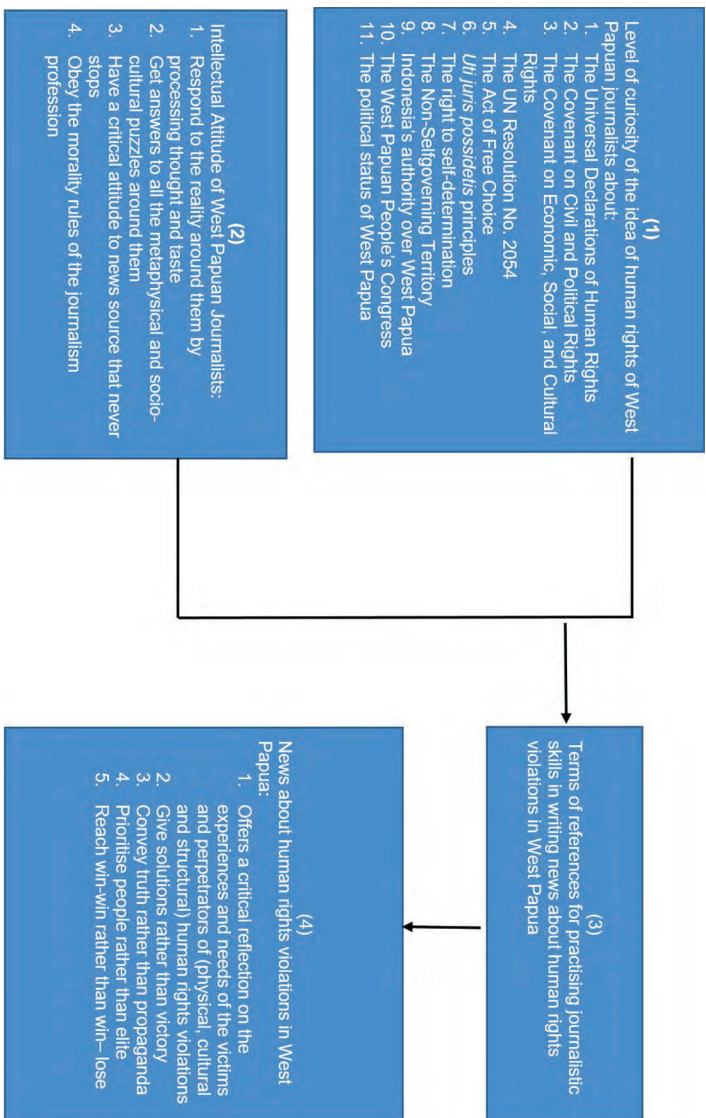 (1)
Level of curiosity of the idea of human rights of West
Papuan journalists about:
1. The Universal Declarations of Human Rights
2. The Covenant on Civil and Political Rights
3. The Covenant on Economic, Social, and Cultural
Rights
4. The UN Resolution No. 2054
5. The Act of Free Choice
6. Uti juris possidetis principles
7. The right to self-determination
8. The Non-Selfgoverning Territory
9. Indonesia's authority over West Papua
10. The West Papuan People's Congress
11. The political status of West Papua
(2)
Intellectual Attitude of West Papuan Journalists:
1. Respond to the reality around them by
processing thought and taste
2. Get answers to all the metaphysical and socio-
cultural puzzles around them
3. Have a critical attitude to news source that never
stops
4. Obey the morality rules of the journalism
profession
(3)
Terms of references for practising journalistic
skills in writing news about human rights
violations in West Papua
(4)
News about human rights violations in West
Papua:
1. Offers a critical reflection on the
experiences and needs of the victims
and perpetrators of (physical, cultural
and structural) human rights violations
2. Give solutions rather than victory
3. Convey truth rather than propaganda
4. Prioritise people rather than elite
5. Reach win-win rather than win– lose